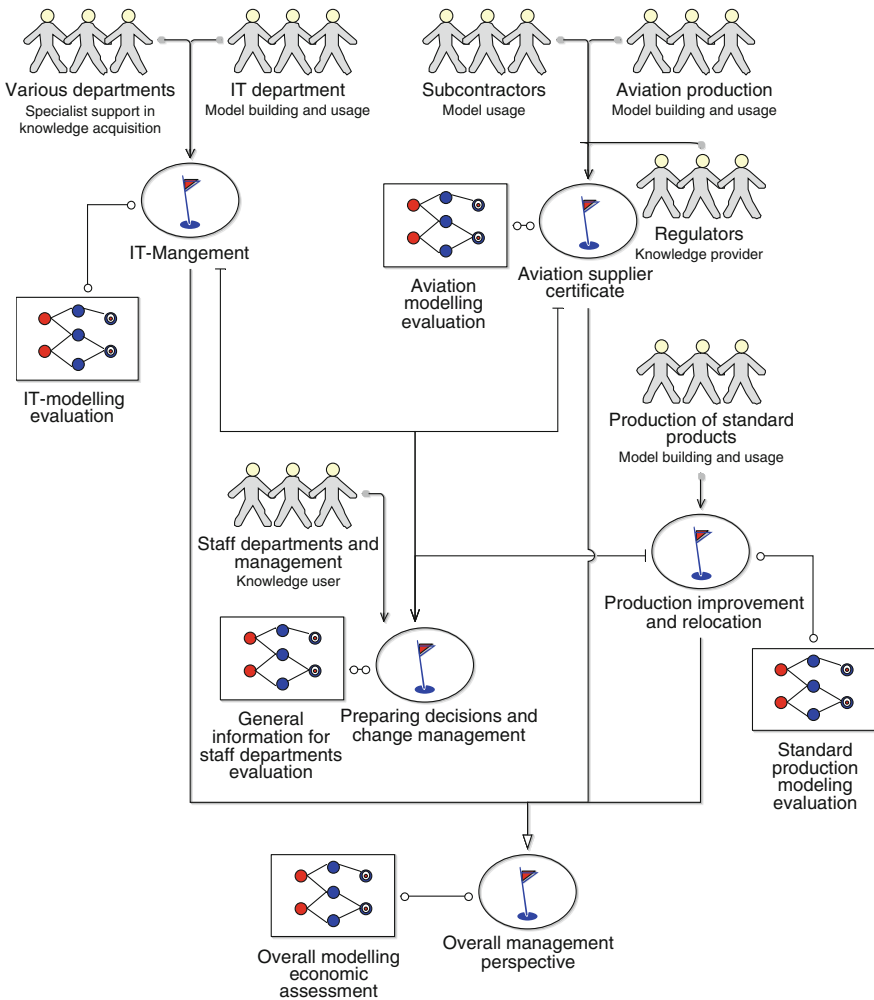 Various departments
Specialist support in
knowledge acquisition
IT department
Model building and usage
Subcontractors
Model usage
Aviation production
Model building and usage
Regulators
Knowledge provider
IT-Mangement
Aviation
modelling
evaluation
Aviation supplier
certificate
IT-modelling
evaluation
Production of standard
products
Model building and usage
Staff departments and
management
Knowledge user
Production improvement
and relocation
General
information for
staff departments
evaluation
Preparing decisions and
change management
Standard
production
modeling
evaluation
Overall modelling
economic
assessment
Overall management
perspective